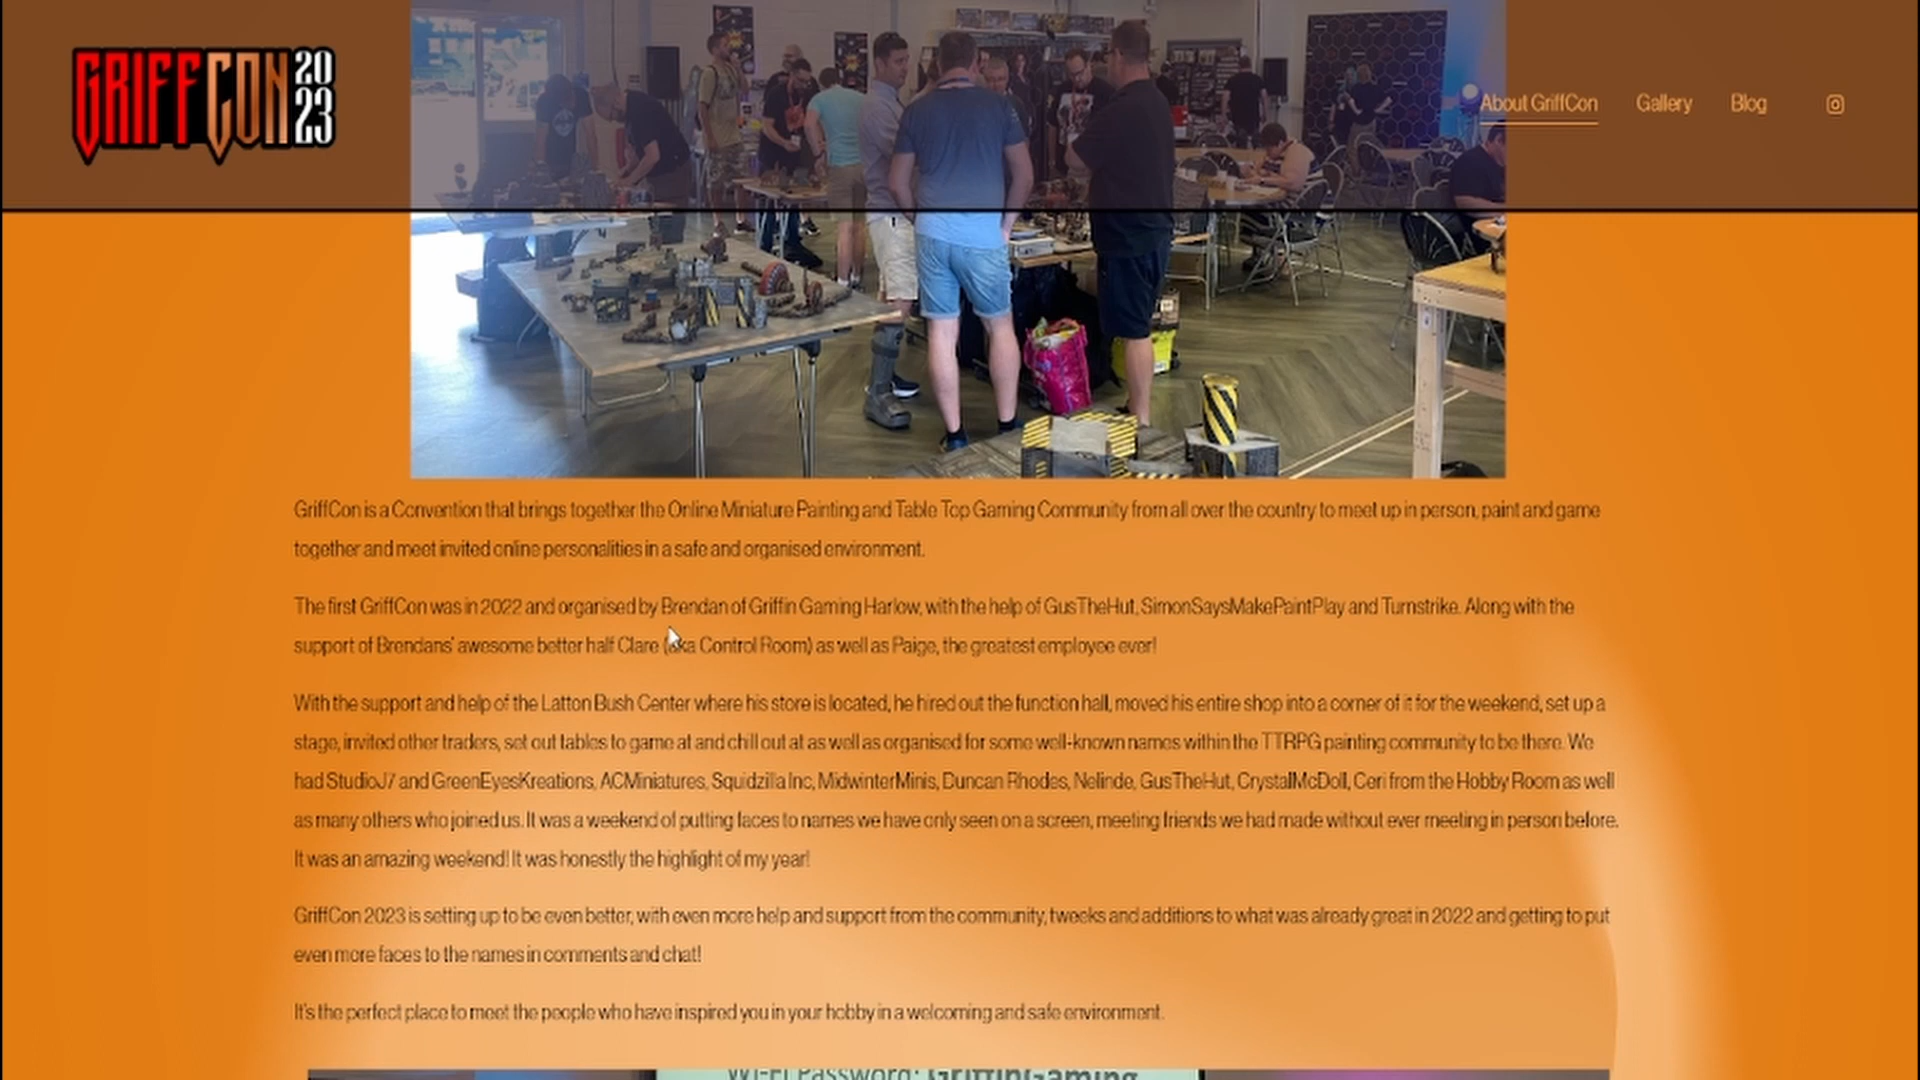 GRIFFCON 20
23
About GriffCon Gallery Blog
GriffCon is a Convention that brings together the Online Miniature Painting and Table Top Gaming Community from all over the country to meet up in person, paint and game
together and meet invited online personalities in a safe and organised environment.
The first GriffCon was in 2022 and organised by Brendan of Griffin Gaming Harlow, with the help of GusTheHut, SimonSaysMakePaintPlay and Turnstrike. Along with the
support of Brendans' awesome better half Clare (aka Control Room) as well as Paige, the greatest employee ever!
With the support and help of the Latton Bush Center where his store is located, he hired out the function hall, moved his entire shop into a corner of it for the weekend, set up a
stage, invited other traders, set out tables to game at and chill out at as well as organised for some well-known names within the TTRPG painting community to be there. We
had StudioJ7 and GreenEyesKreations, ACMiniatures, Squidzilla Inc, MidwinterMinis, Duncan Rhodes, Nelinde, GusTheHut, CrystalMcDoll, Ceri from the Hobby Room as well
as many others who joined us. It was a weekend of putting faces to names we have only seen on a screen, meeting friends we had made without ever meeting in person before.
It was an amazing weekend! It was honestly the highlight of my year!
GriffCon 2023 is setting up to be even better, with even more help and support from the community, tweeks and additions to what was already great in 2022 and getting to put
even more faces to the names in comments and chat!
It's the perfect place to meet the people who have inspired you in your hobby in a welcoming and safe environment.
Wi-Fi Password: GriffinGaming